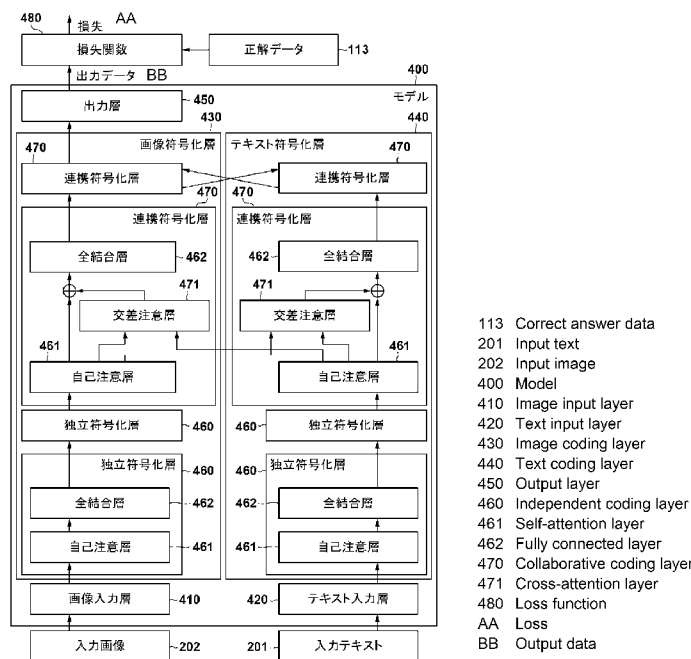 480
損失
AA
損失関数
正解データ
113
出力データ
BB
400
モデル
出力層
450
430
440
画像符号化層
テキスト符号化層
470
470
連携符号化層
連携符号化層
470
470
連携符号化層
連携符号化層
全結合層
462
462
全結合層
471
471
交差注意層
交差注意層
461
461
自己注意層
自己注意層
独立符号化層
460
460
独立符号化層
独立符号化層
460
460
独立符号化層
全結合層
462
462
全結合層
自己注意層
461
461
自己注意層
画像入力層
410
420
テキスト入力層
入力画像
202
201
入力テキスト
113 Correct answer data
201 Input text
202 Input image
400 Model
410 Image input layer
420 Text input layer
430 Image coding layer
440 Text coding layer
450 Output layer
460 Independent coding layer
461 Self-attention layer
462 Fully connected layer
470 Collaborative coding layer
471 Cross-attention layer
480 Loss function
AA Loss
BB Output data